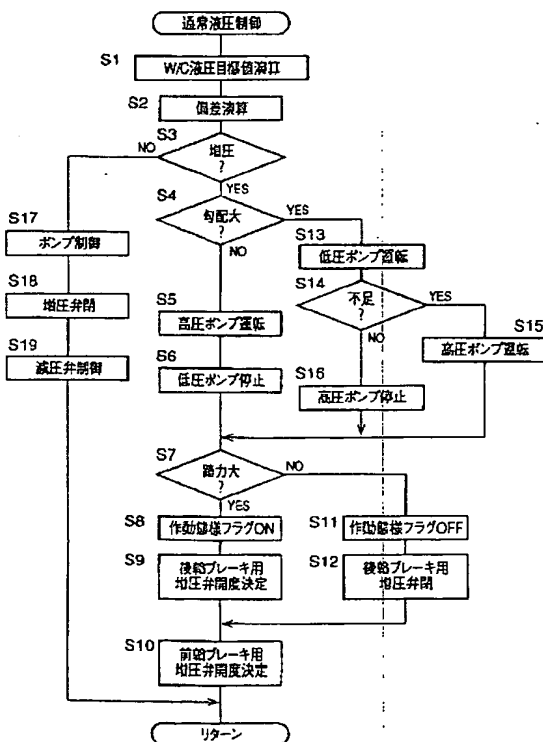 通常液圧制御
S1
W/C液圧目標値演算
S2
偏差演算
S3
増圧
?
NO
YES
S4
勾配大
?
YES
NO
S17
ポンプ制御
S18
増圧弁閉
S19
減圧弁制御
S5
高圧ポンプ運転
S6
低圧ポンプ停止
S13
低圧ポンプ運転
S14
不足
?
YES
NO
S15
高圧ポンプ運転
S16
高圧ポンプ停止
S7
踏力大
?
NO
YES
S8
作動態様フラグON
S9
後輪ブレーキ用
増圧弁開度決定
S11
作動態様フラグOFF
S12
後輪ブレーキ用
増圧弁閉
S10
前輪ブレーキ用
増圧弁開度決定
リターン